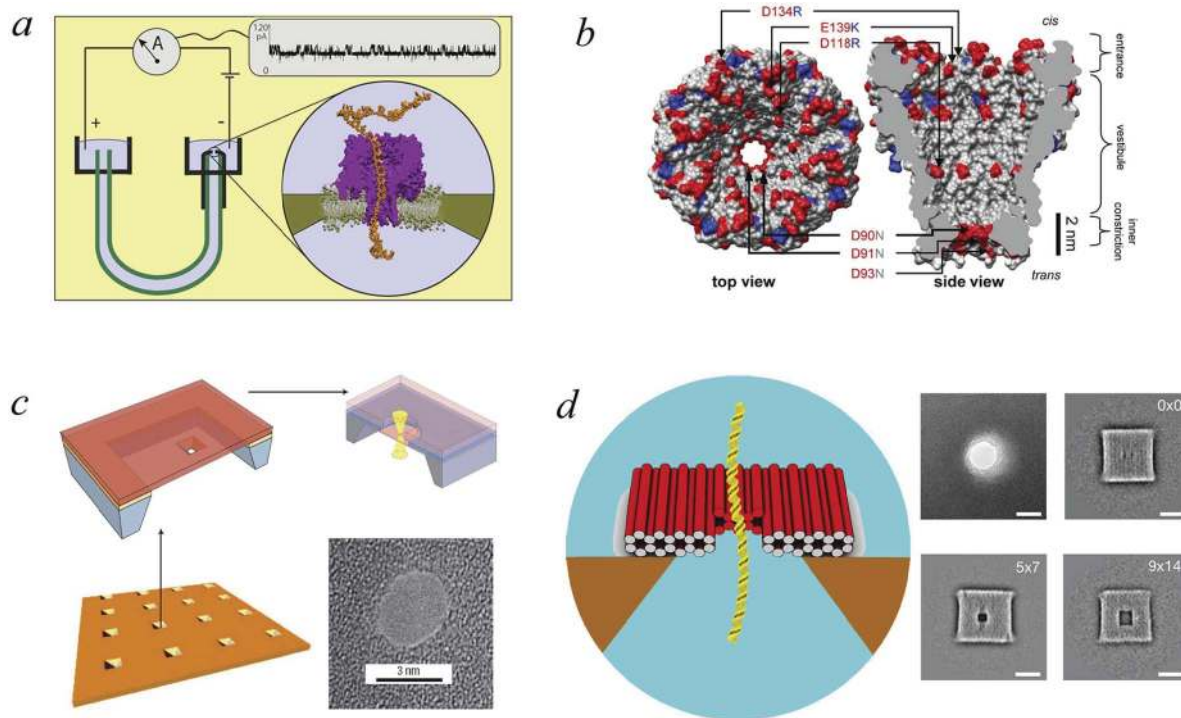 a
120
pA
0
A
+
-
b
D134R
E139K
D118R
cis
entrance
vestibule
inner
constriction
2 nm
D90N
D91N
D93N
trans
top view
side view
c
3 nm
d
0x0
5x7
9x14